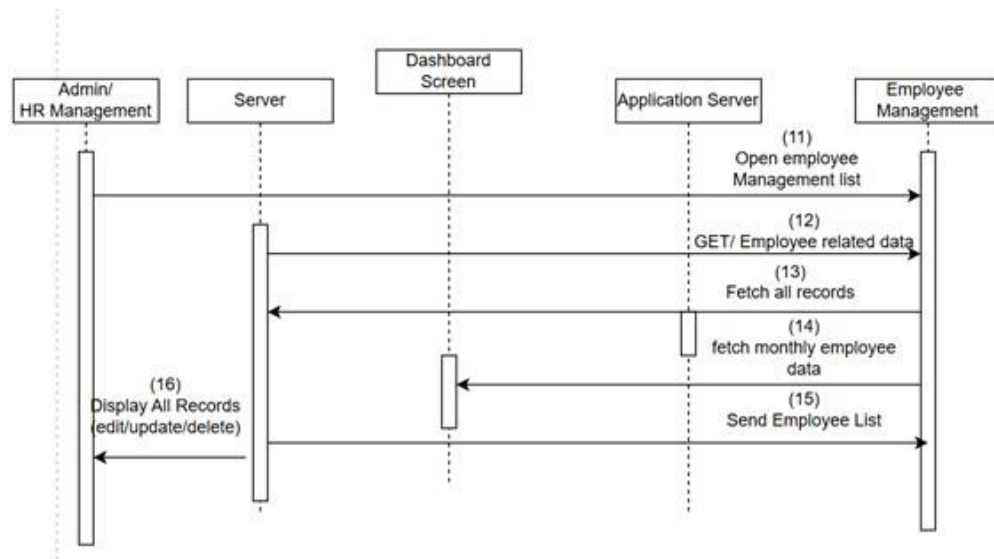 Admin/
HR Management
Server
Dashboard
Screen
Application Server
Employee
Management
(11)
Open employee
Management list
(12)
GET/ Employee related data
(13)
Fetch all records
(14)
fetch monthly employee
data
(15)
Send Employee List
(16)
Display All Records
(edit/update/delete)